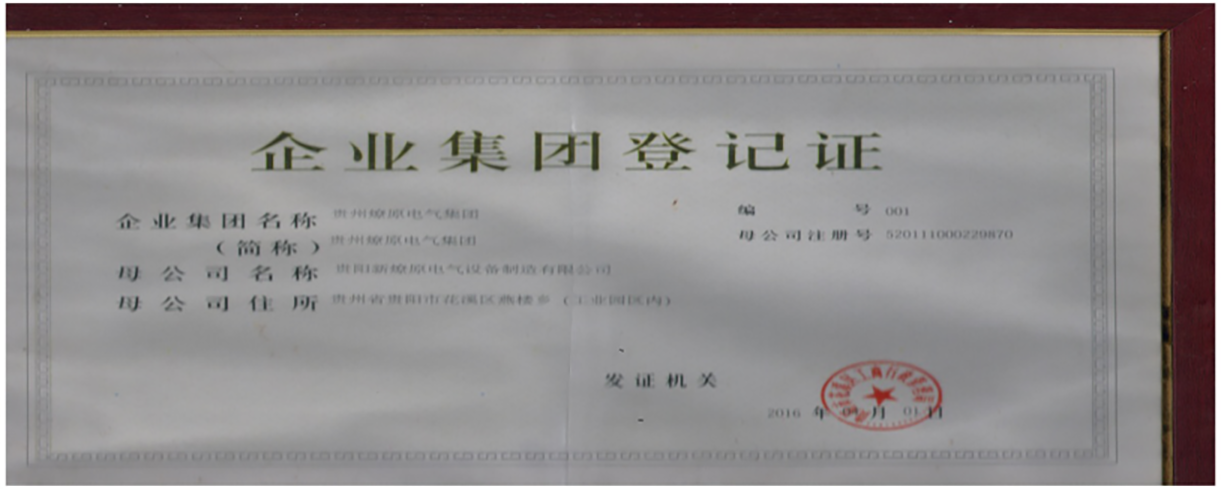 企业集团登记证
企业集团名称 贵州燎原电气集团
编号 001
（简称） 贵州燎原电气集团
母公司注册号 520111000229870
母公司名称 贵阳新燎原电气设备制造有限公司
母公司住所 贵州省贵阳市花溪区燕楼乡（工业园区内）
发证机关
2016 年 月 01 日